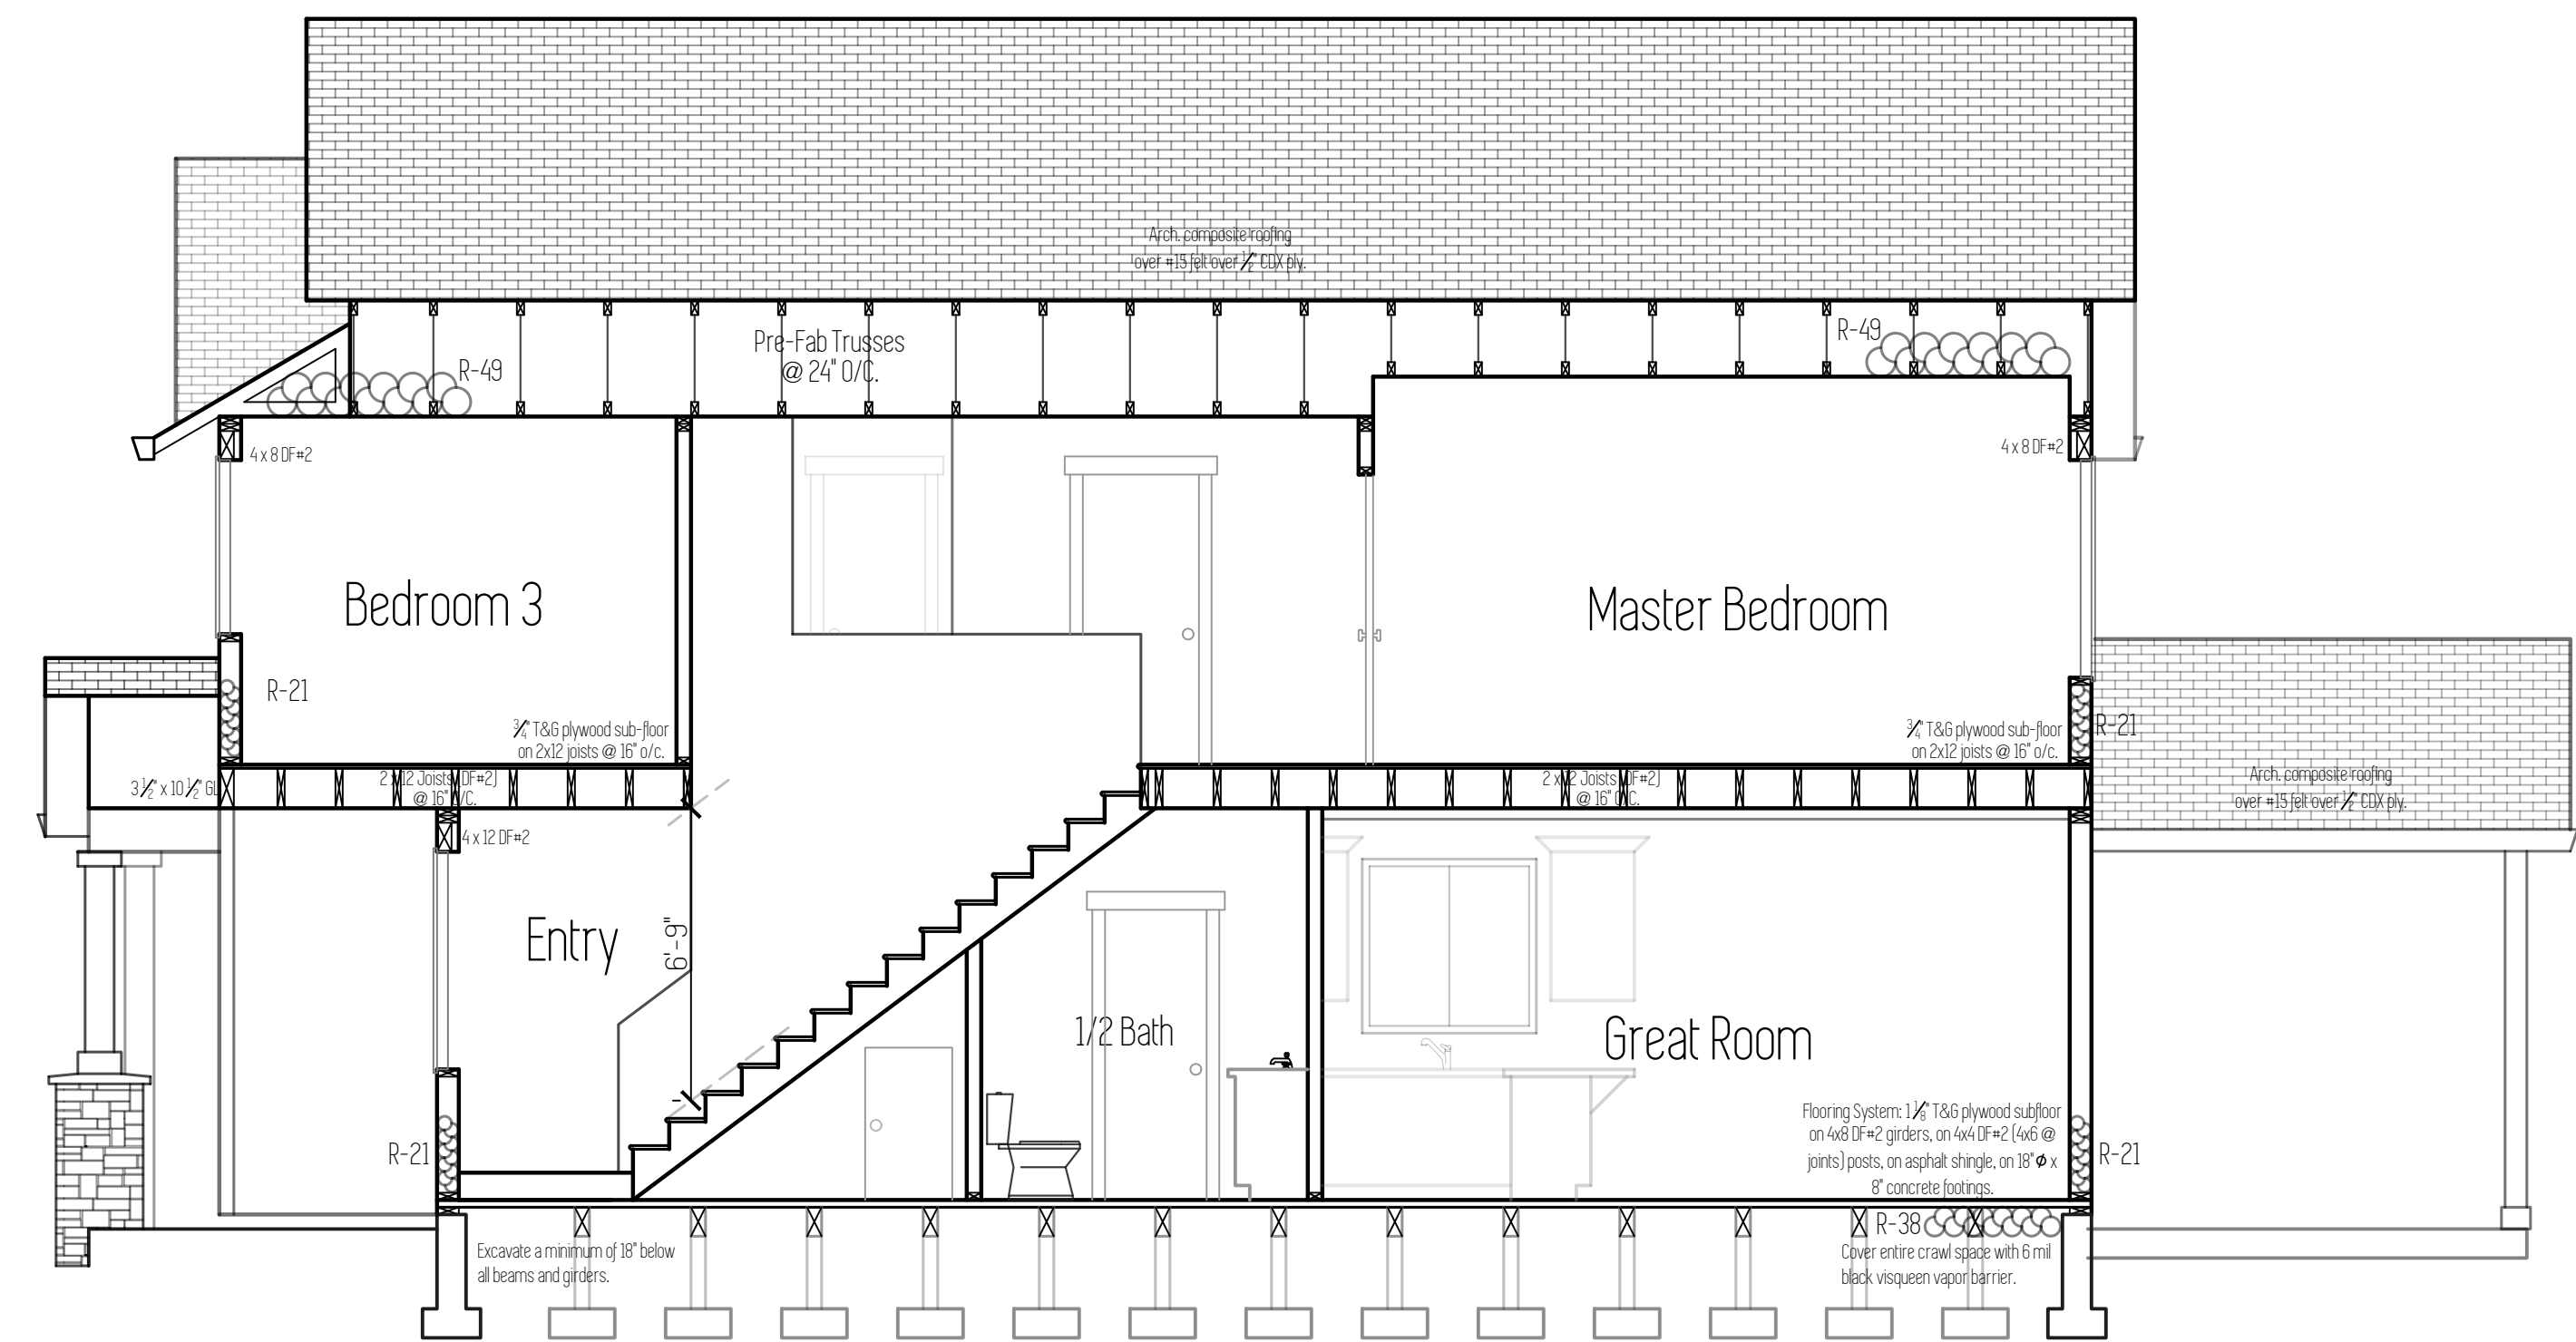 Arch. composite roofing
over #15 felt over 1/2" CDX ply.
Pre-Fab Trusses
@ 24" O/C.
R-49
R-49
4 x 8 DF#2
4 x 8 DF#2
Bedroom 3
Master Bedroom
R-21
3/4" T&G plywood sub-floor
on 2x12 joists @ 16" o/c.
3/4" T&G plywood sub-floor
on 2x12 joists @ 16" o/c.
R-21
3 1/2" x 10 1/2" GL
2 x 12 Joists (DF#2)
@ 16" O/C.
2 x 12 Joists (DF#2)
@ 16" O/C.
Arch. composite roofing
over #15 felt over 1/2" CDX ply.
4 x 12 DF#2
Entry
6'-9"
1/2 Bath
Great Room
Flooring System: 1 1/8" T&G plywood subfloor
on 4x8 DF#2 girders, on 4x4 DF#2 (4x6 @
joints) posts, on asphalt shingle, on 18"ϕ x
8" concrete footings.
R-21
R-21
R-38
Excavate a minimum of 18" below
all beams and girders.
Cover entire crawl space with 6 mil
black visqueen vapor barrier.